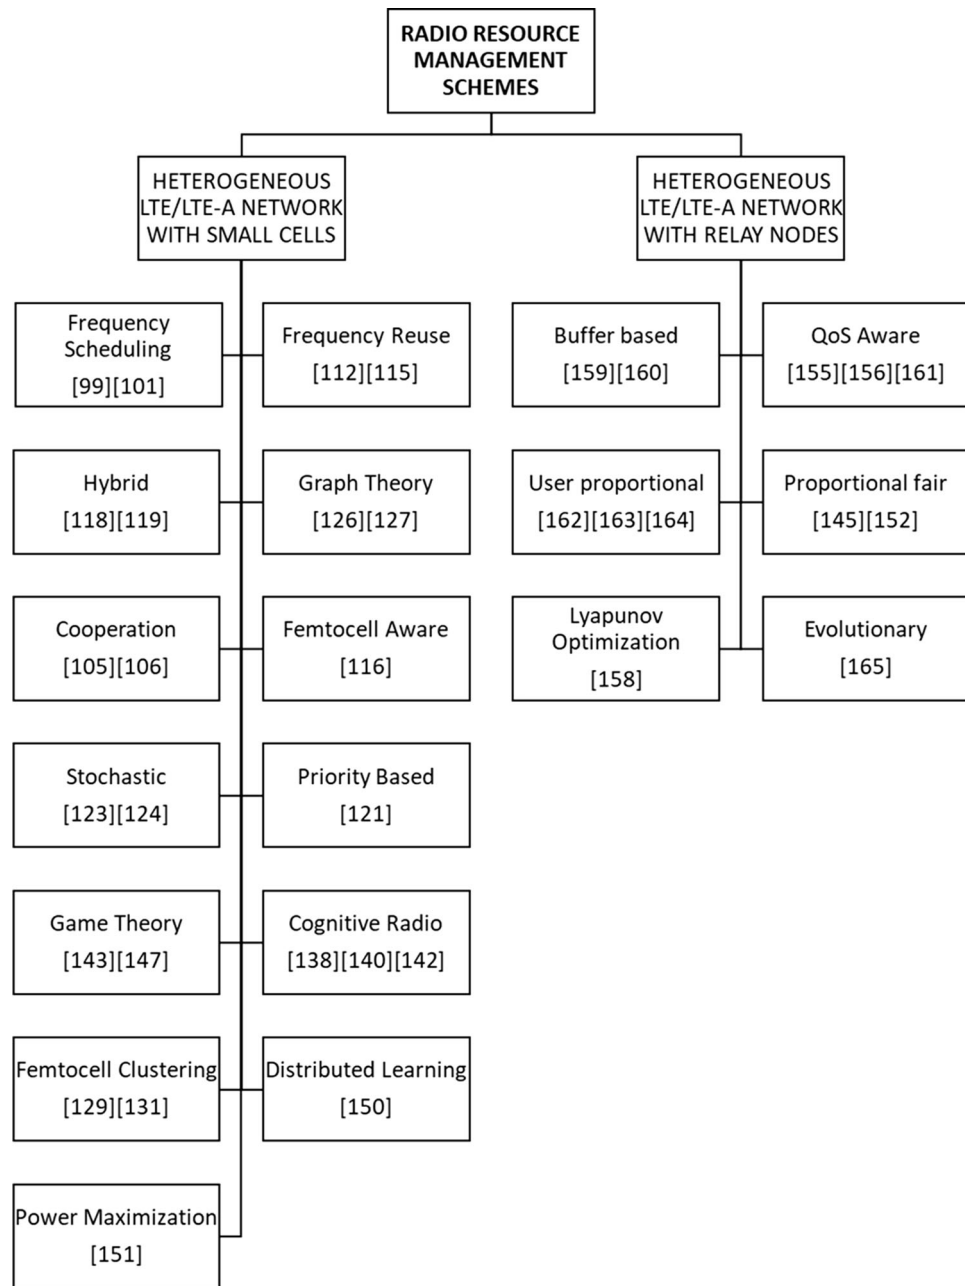 RADIO RESOURCE
MANAGEMENT
SCHEMES
HETEROGENEOUS
LTE/LTE-A NETWORK
WITH SMALL CELLS
HETEROGENEOUS
LTE/LTE-A NETWORK
WITH RELAY NODES
Frequency
Scheduling
[99][101]
Frequency Reuse
[112][115]
Buffer based
[159][160]
QoS Aware
[155][156][161]
Hybrid
[118][119]
Graph Theory
[126][127]
User proportional
[162][163][164]
Proportional fair
[145][152]
Cooperation
[105][106]
Femtocell Aware
[116]
Lyapunov
Optimization
[158]
Evolutionary
[165]
Stochastic
[123][124]
Priority Based
[121]
Game Theory
[143][147]
Cognitive Radio
[138][140][142]
Femtocell Clustering
[129][131]
Distributed Learning
[150]
Power Maximization
[151]